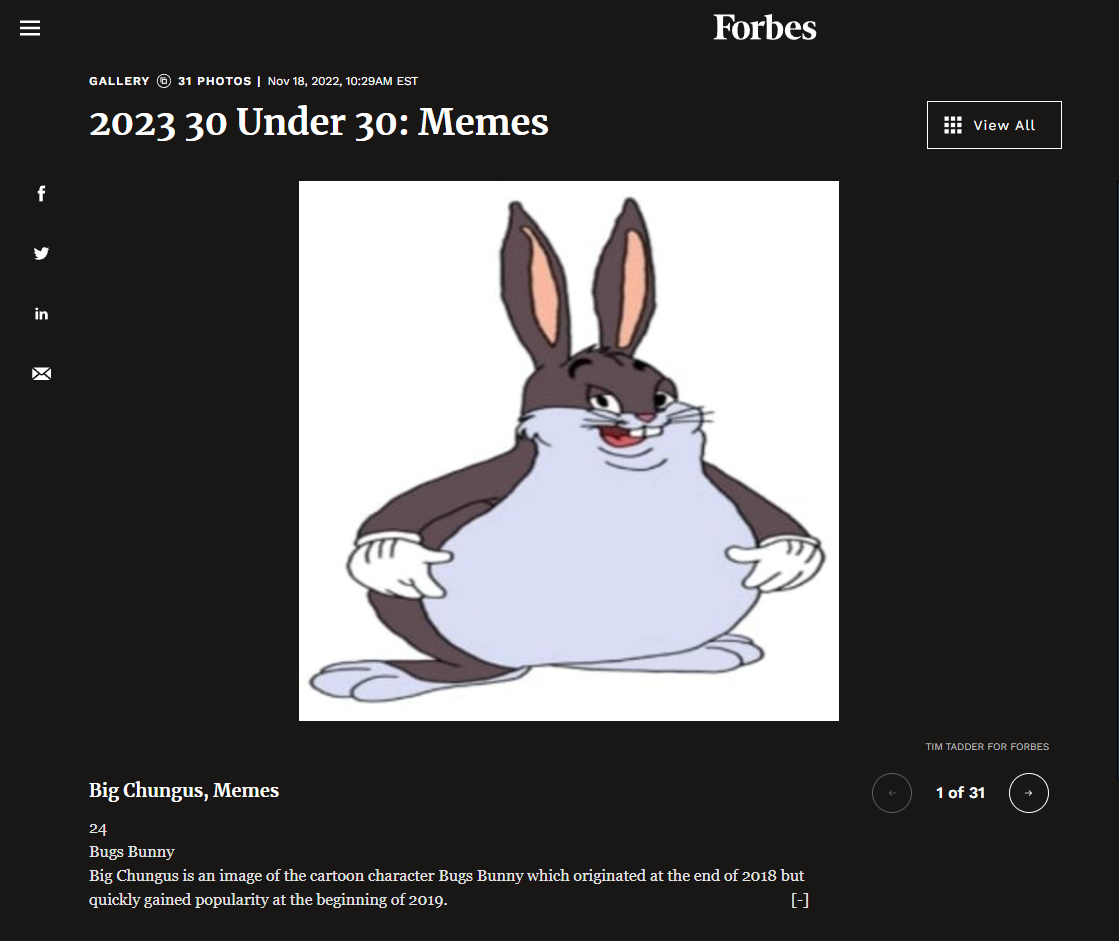 Forbes
GALLERY 31 PHOTOS | Nov 18, 2022, 10:29AM EST
2023 30 Under 30: Memes
View All
f
in
TIM TADDER FOR FORBES
Big Chungus, Memes
← 1 of 31 →
24
Bugs Bunny
Big Chungus is an image of the cartoon character Bugs Bunny which originated at the end of 2018 but
quickly gained popularity at the beginning of 2019. [-]